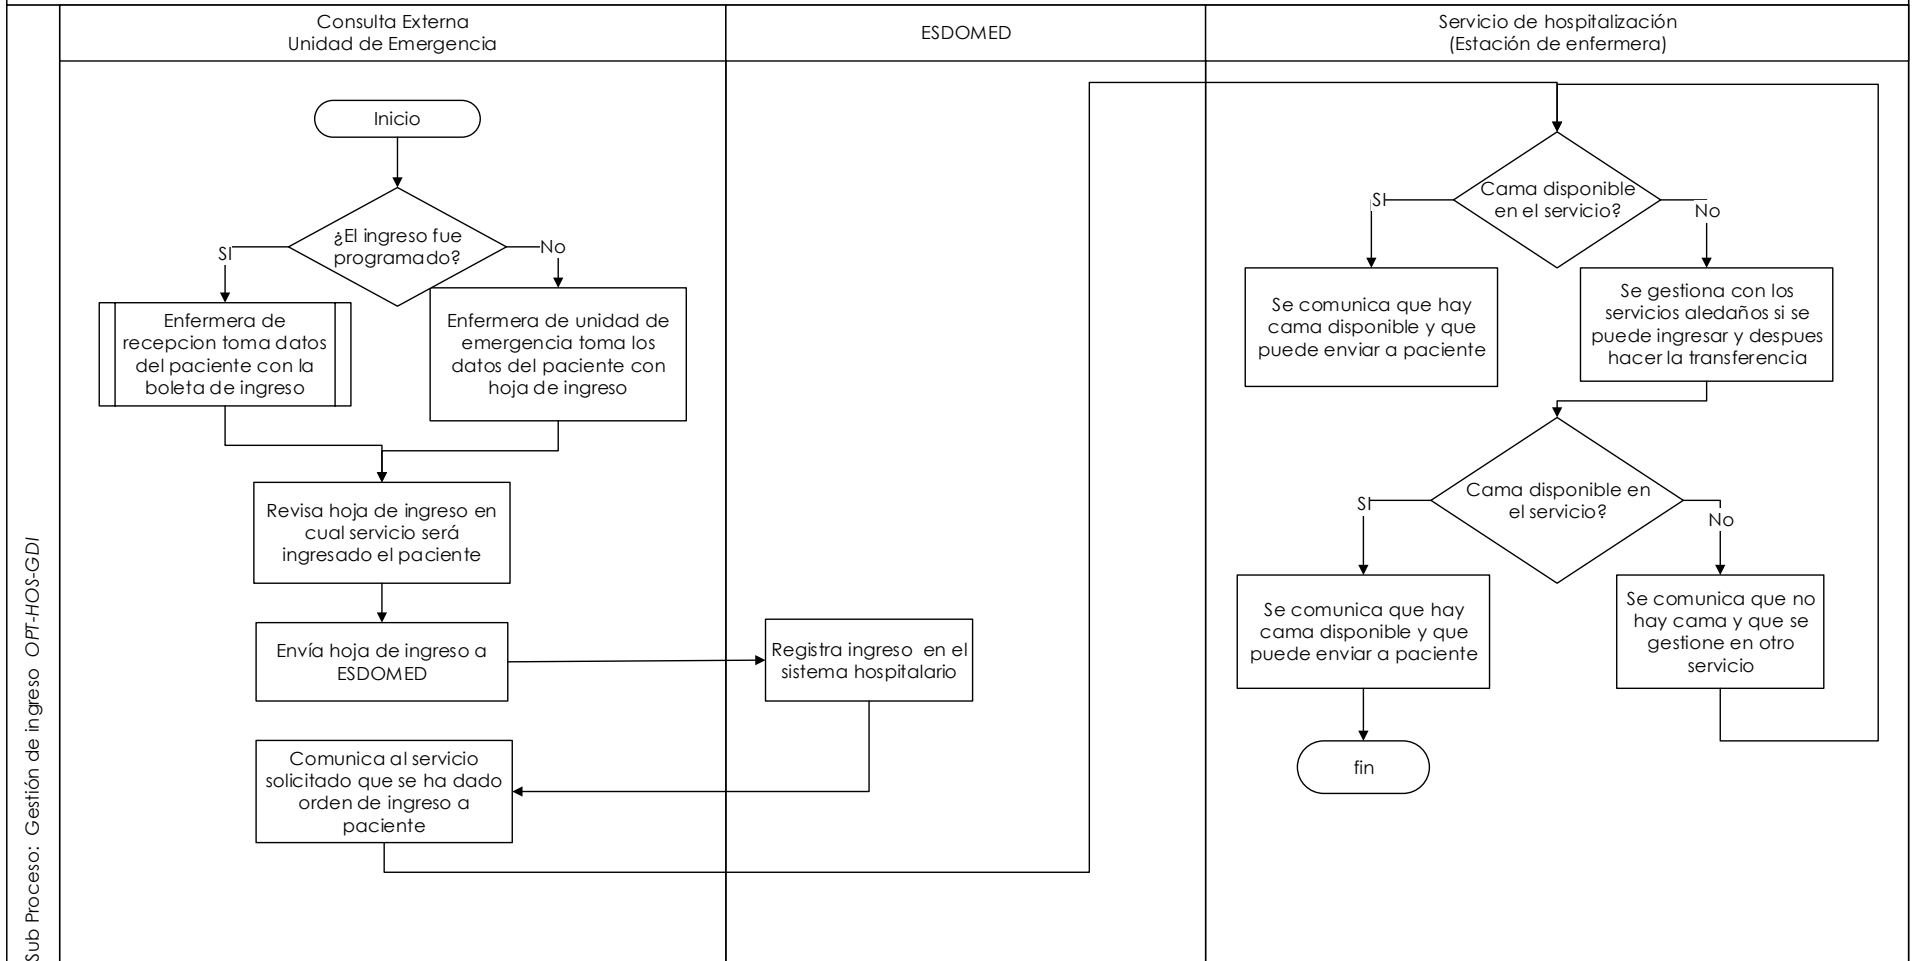 Consulta Externa
Unidad de Emergencia
ESDOMED
Servicio de hospitalización
(Estación de enfermera)
Sub Proceso:  Gestión de ingreso  OPT-HOS-GDI
Inicio
¿El ingreso fue
programado?
SI
No
Enfermera de
recepcion toma datos
del paciente con la
boleta de ingreso
Enfermera de unidad de
emergencia toma los
datos del paciente con
hoja de ingreso
Revisa hoja de ingreso en
cual servicio será
ingresado el paciente
Envía hoja de ingreso a
ESDOMED
Registra ingreso  en el
sistema hospitalario
Comunica al servicio
solicitado que se ha dado
orden de ingreso a
paciente
Cama disponible
en el servicio?
SI
No
Se comunica que hay
cama disponible y que
puede enviar a paciente
Se gestiona con los
servicios aledaños si se
puede ingresar y despues
hacer la transferencia
Cama disponible en
el servicio?
SI
No
Se comunica que hay
cama disponible y que
puede enviar a paciente
Se comunica que no
hay cama y que se
gestione en otro
servicio
fin